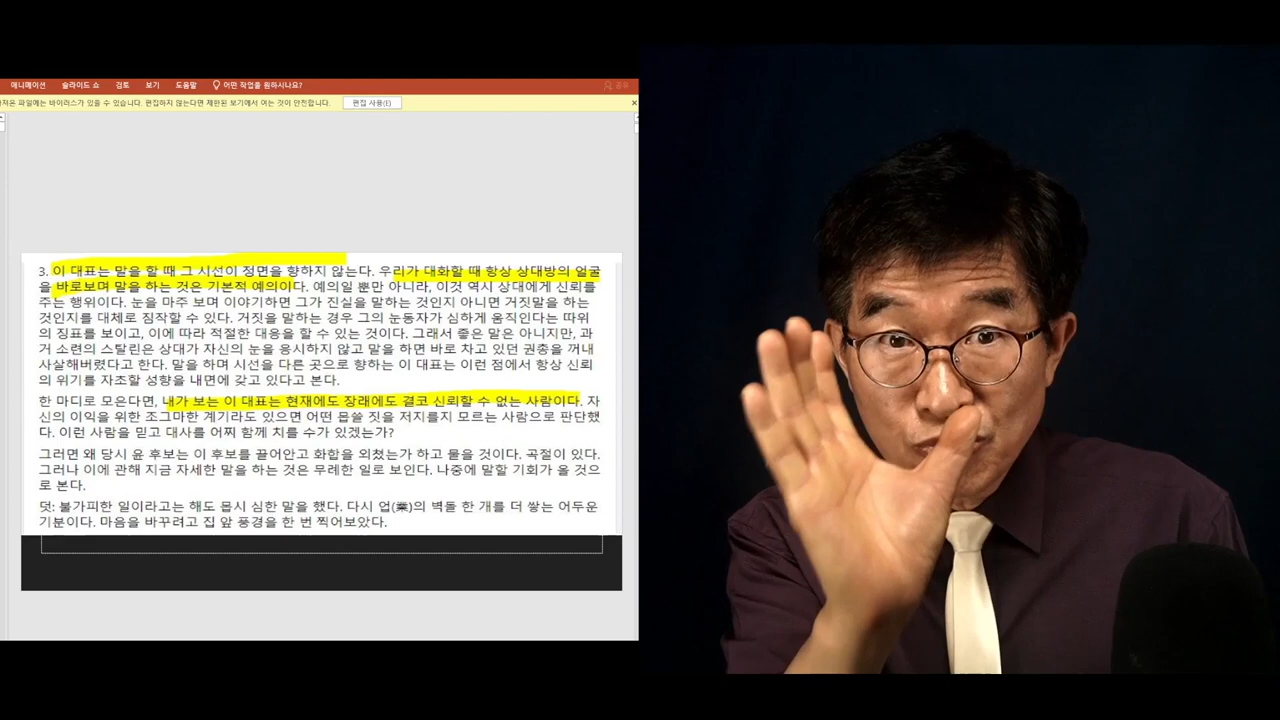 애니메이션 슬라이드 쇼 검토 보기 도움말 어떤 작업을 원하시나요? 공유
파일에는 바이러스가 있을 수 있습니다. 편집하지 않는다면 제한된 보기에서 여는 것이 안전합니다. 편집 사용(E)
3. 이 대표는 말을 할 때 그 시선이 정면을 향하지 않는다. 우리가 대화할 때 항상 상대방의 얼굴
을 바로보며 말을 하는 것은 기본적 예의이다. 예의일 뿐만 아니라, 이것 역시 상대에게 신뢰를
주는 행위이다. 눈을 마주 보며 이야기하면 그가 진실을 말하는 것인지 아니면 거짓말을 하는
것인지를 대체로 짐작할 수 있다. 거짓을 말하는 경우 그의 눈동자가 심하게 움직인다는 따위
의 징표를 보이고, 이에 따라 적절한 대응을 할 수 있는 것이다. 그래서 좋은 말은 아니지만, 과
거 소련의 스탈린은 상대가 자신의 눈을 응시하지 않고 말을 하면 바로 차고 있던 권총을 꺼내
사살해버렸다고 한다. 말을 하며 시선을 다른 곳으로 향하는 이 대표는 이런 점에서 항상 신뢰
의 위기를 자조할 성향을 내면에 갖고 있다고 본다.
한 마디로 모은다면, 내가 보는 이 대표는 현재에도 장래에도 결코 신뢰할 수 없는 사람이다. 자
신의 이익을 위한 조그마한 계기라도 있으면 어떤 몹쓸 짓을 저지를지 모르는 사람으로 판단했
다. 이런 사람을 믿고 대사를 어찌 함께 치를 수가 있겠는가?
그러면 왜 당시 윤 후보는 이 후보를 끌어안고 화합을 외쳤는가 하고 물을 것이다. 곡절이 있다.
그러나 이에 관해 지금 자세한 말을 하는 것은 무례한 일로 보인다. 나중에 말할 기회가 올 것으
로 본다.
덧: 불가피한 일이라고는 해도 몹시 심한 말을 했다. 다시 업(業)의 벽돌 한 개를 더 쌓는 어두운
기분이다. 마음을 바꾸려고 집 앞 풍경을 한 번 찍어보았다.